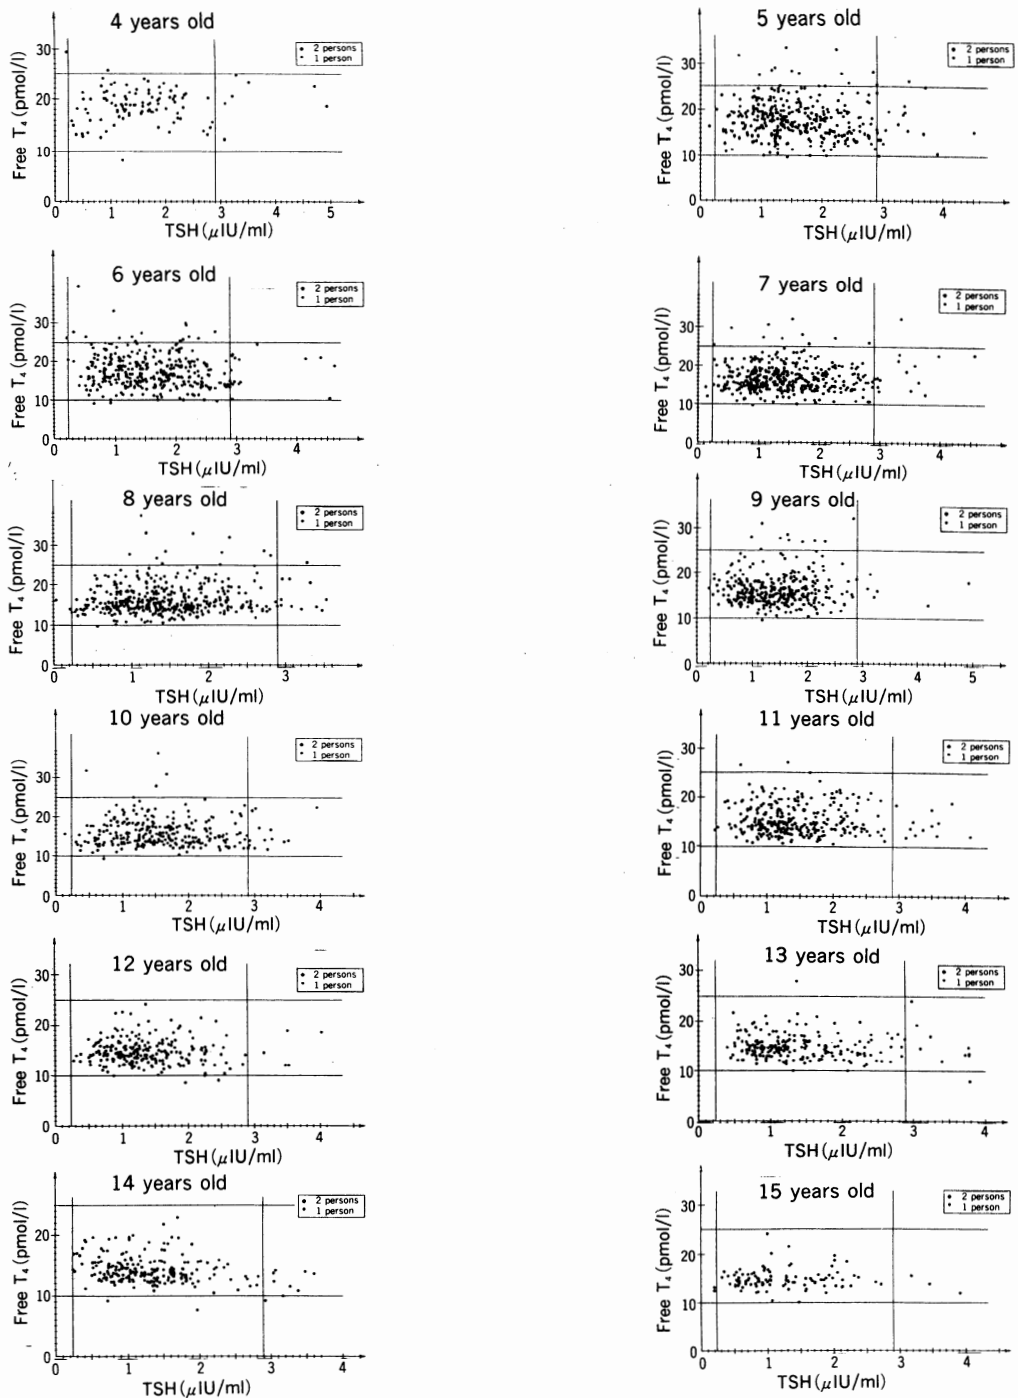 4 years old
2 persons
1 person
Free T4 (pmol/l)
30
20
10
0
0 1 2 3 4 5
TSH (μIU/ml)
5 years old
2 persons
1 person
Free T4 (pmol/l)
30
20
10
0
0 1 2 3 4
TSH (μIU/ml)
6 years old
2 persons
1 person
Free T4 (pmol/l)
30
20
10
0
0 1 2 3 4
TSH (μIU/ml)
7 years old
2 persons
1 person
Free T4 (pmol/l)
30
20
10
0
0 1 2 3 4
TSH (μIU/ml)
8 years old
2 persons
1 person
Free T4 (pmol/l)
30
20
10
0
0 1 2 3
TSH (μIU/ml)
9 years old
2 persons
1 person
Free T4 (pmol/l)
30
20
10
0
0 1 2 3 4 5
TSH (μIU/ml)
10 years old
2 persons
1 person
Free T4 (pmol/l)
30
20
10
0
0 1 2 3 4
TSH (μIU/ml)
11 years old
2 persons
1 person
Free T4 (pmol/l)
30
20
10
0
0 1 2 3 4
TSH (μIU/ml)
12 years old
2 persons
1 person
Free T4 (pmol/l)
30
20
10
0
0 1 2 3 4
TSH (μIU/ml)
13 years old
2 persons
1 person
Free T4 (pmol/l)
30
20
10
0
0 1 2 3 4
TSH (μIU/ml)
14 years old
2 persons
1 person
Free T4 (pmol/l)
20
10
0
0 1 2 3 4
TSH (μIU/ml)
15 years old
2 persons
1 person
Free T4 (pmol/l)
30
20
10
0
0 1 2 3 4
TSH (μIU/ml)